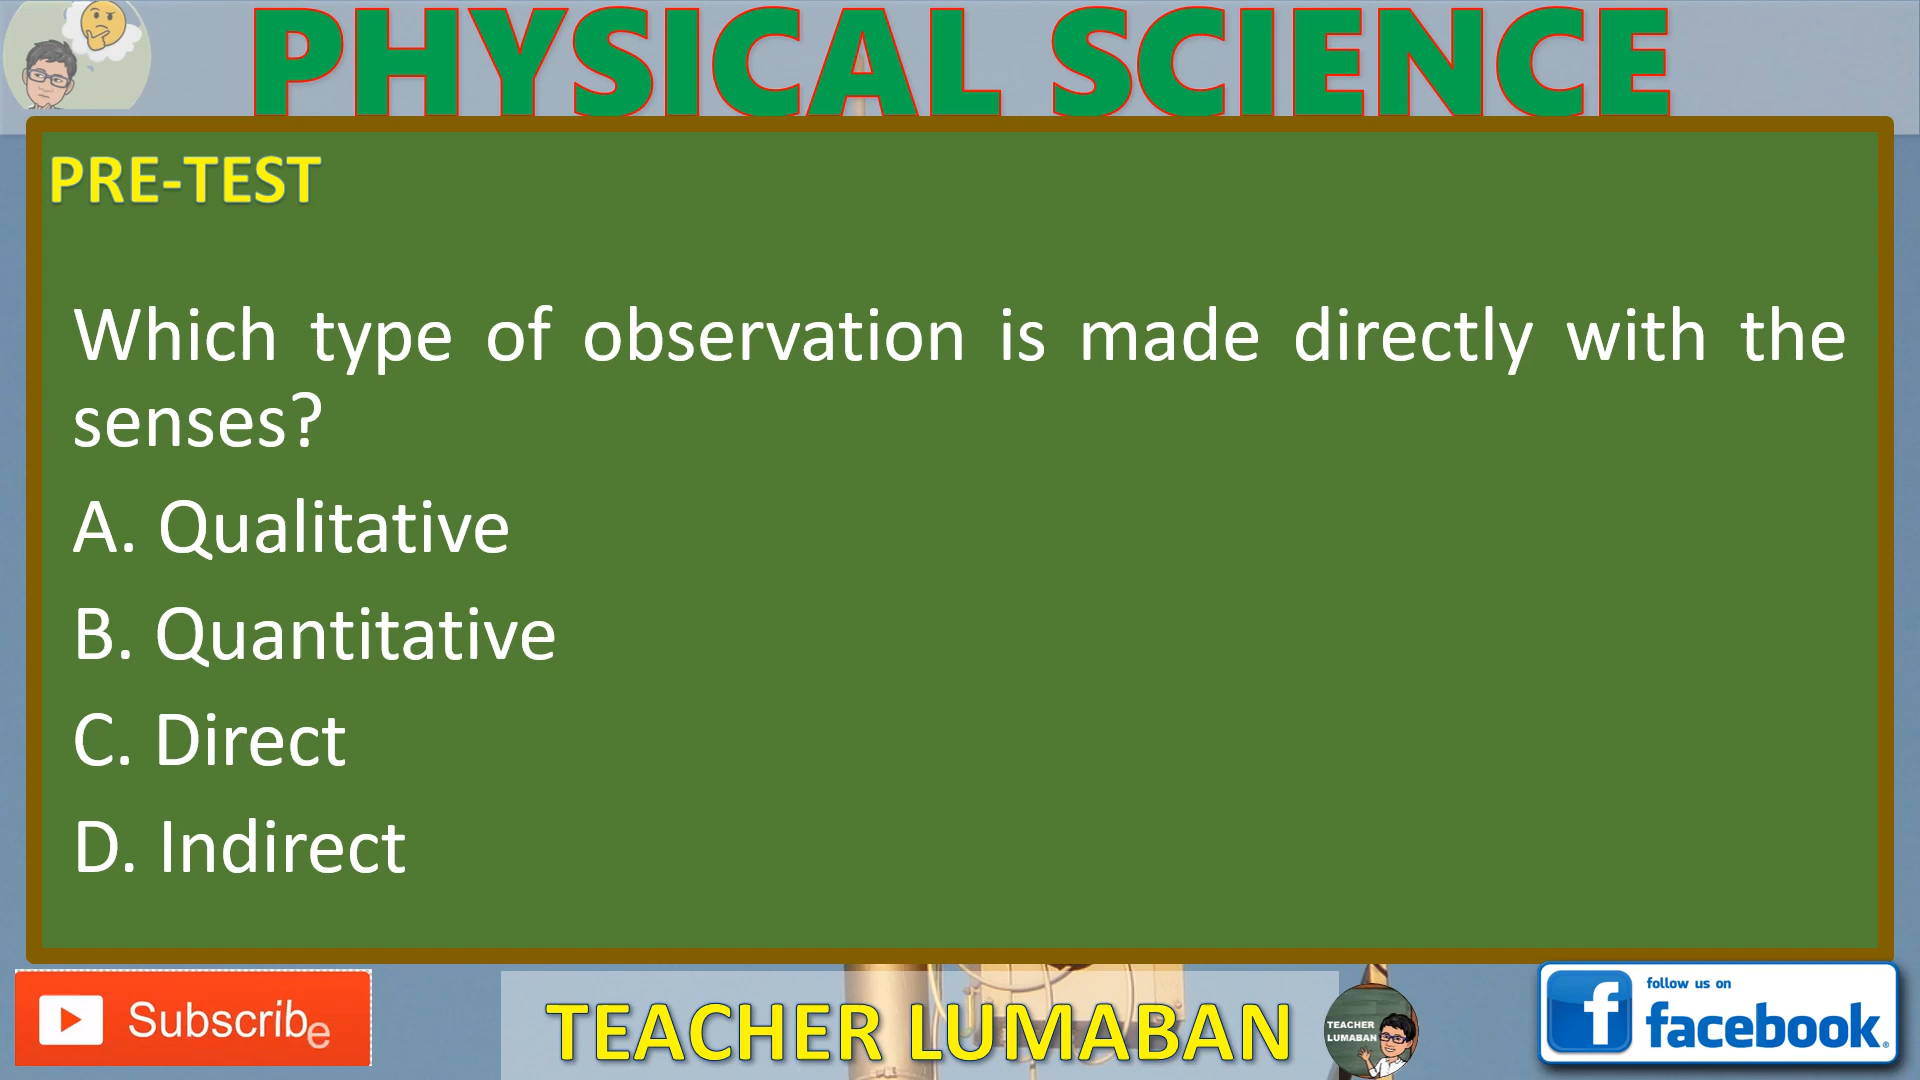 PHYSICAL SCIENCE
PRE-TEST
Which type of observation is made directly with the
senses?
A. Qualitative
B. Quantitative
C. Direct
D. Indirect
Subscribe
TEACHER LUMABAN
TEACHER
LUMABAN
follow us on
facebook.